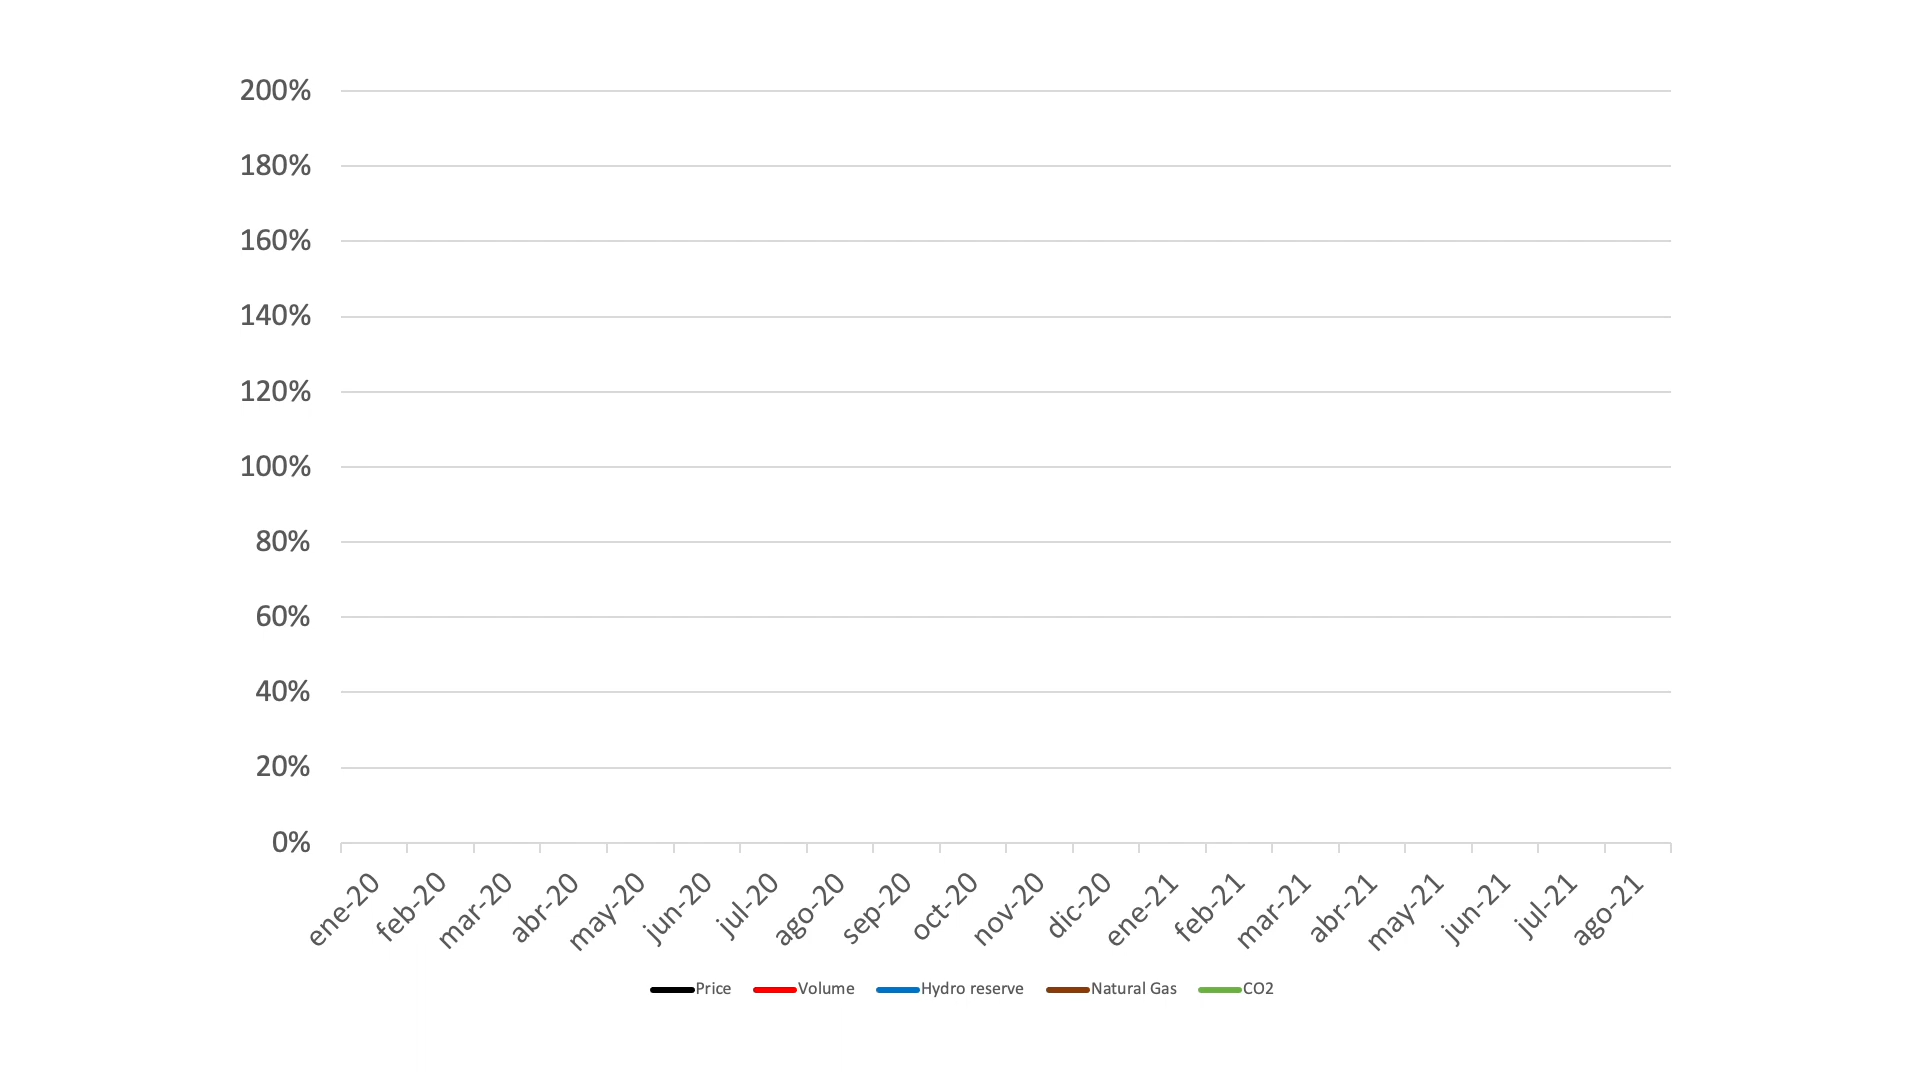 200%
180%
160%
140%
120%
100%
80%
60%
40%
20%
0%
ene-20
feb-20
mar-20
abr-20
may-20
jun-20
jul-20
ago-20
sep-20
oct-20
nov-20
dic-20
ene-21
feb-21
mar-21
abr-21
may-21
jun-21
jul-21
ago-21
Price Volume Hydro reserve Natural Gas CO2